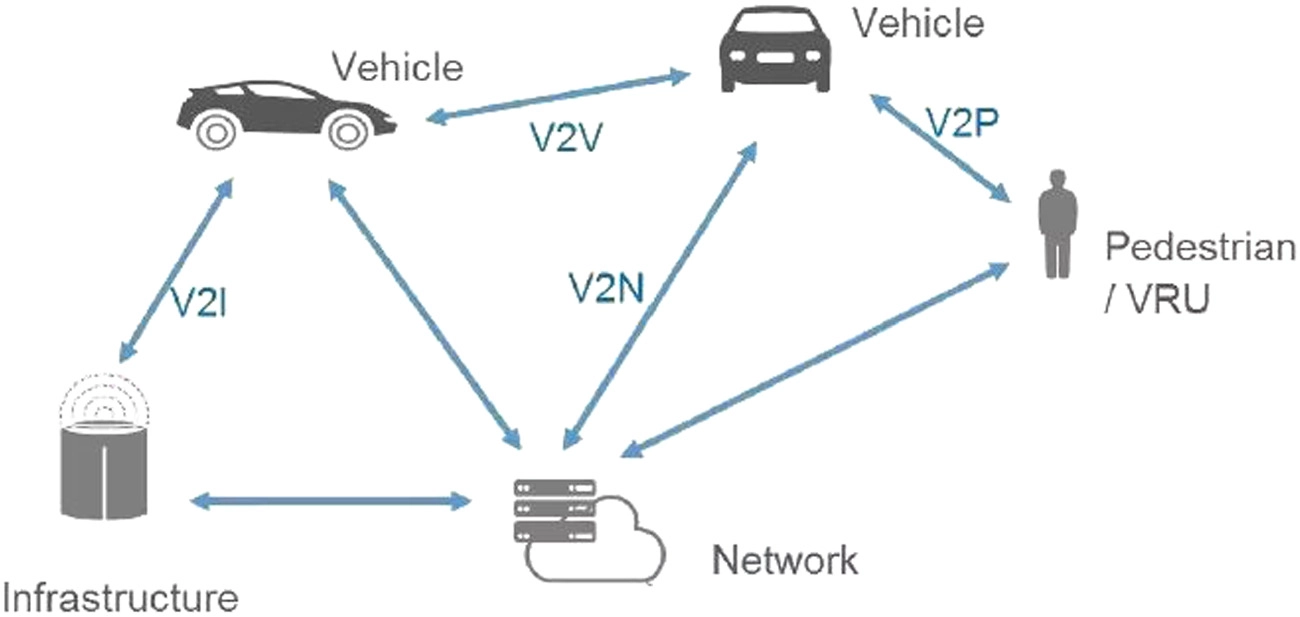 Vehicle
Vehicle
V2V
V2P
Pedestrian
/ VRU
V2I
V2N
Network
Infrastructure